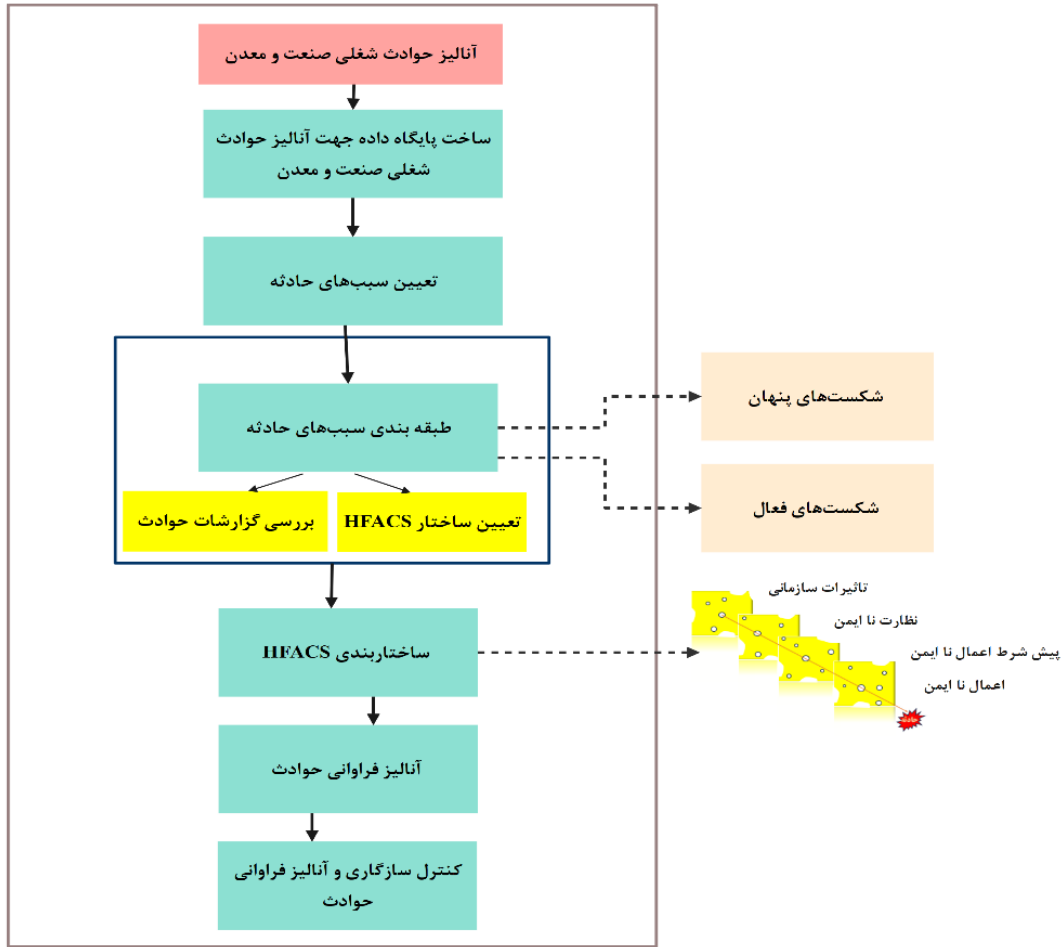 آنالیز حوادث شغلی صنعت و معدن
ساخت پایگاه داده جهت آنالیز حوادث
شغلی صنعت و معدن
تعیین سبب‌های حادثه
طبقه بندی سبب‌های حادثه
شکست‌های پنهان
شکست‌های فعال
تعیین ساختار HFACS
بررسی گزارشات حوادث
ساختاربندی HFACS
تاثیرات سازمانی
نظارت نا ایمن
پیش شرط اعمال نا ایمن
اعمال نا ایمن
حادثه
آنالیز فراوانی حوادث
کنترل سازگاری و آنالیز فراوانی
حوادث